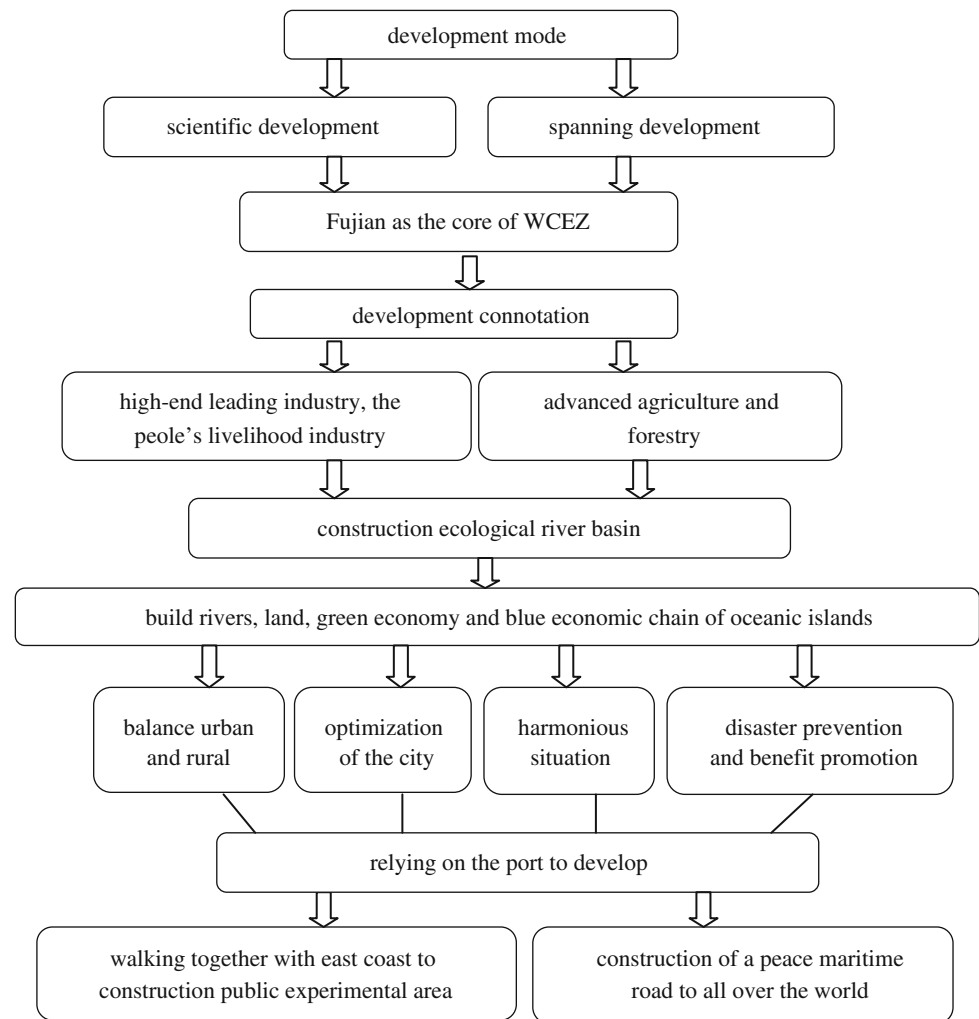 development mode
scientific development
spanning development
Fujian as the core of WCEZ
development connotation
high-end leading industry, the
peole's livelihood industry
advanced agriculture and
forestry
construction ecological river basin
build rivers, land, green economy and blue economic chain of oceanic islands
balance urban
and rural
optimization
of the city
harmonious
situation
disaster prevention
and benefit promotion
relying on the port to develop
walking together with east coast to
construction public experimental area
construction of a peace maritime
road to all over the world